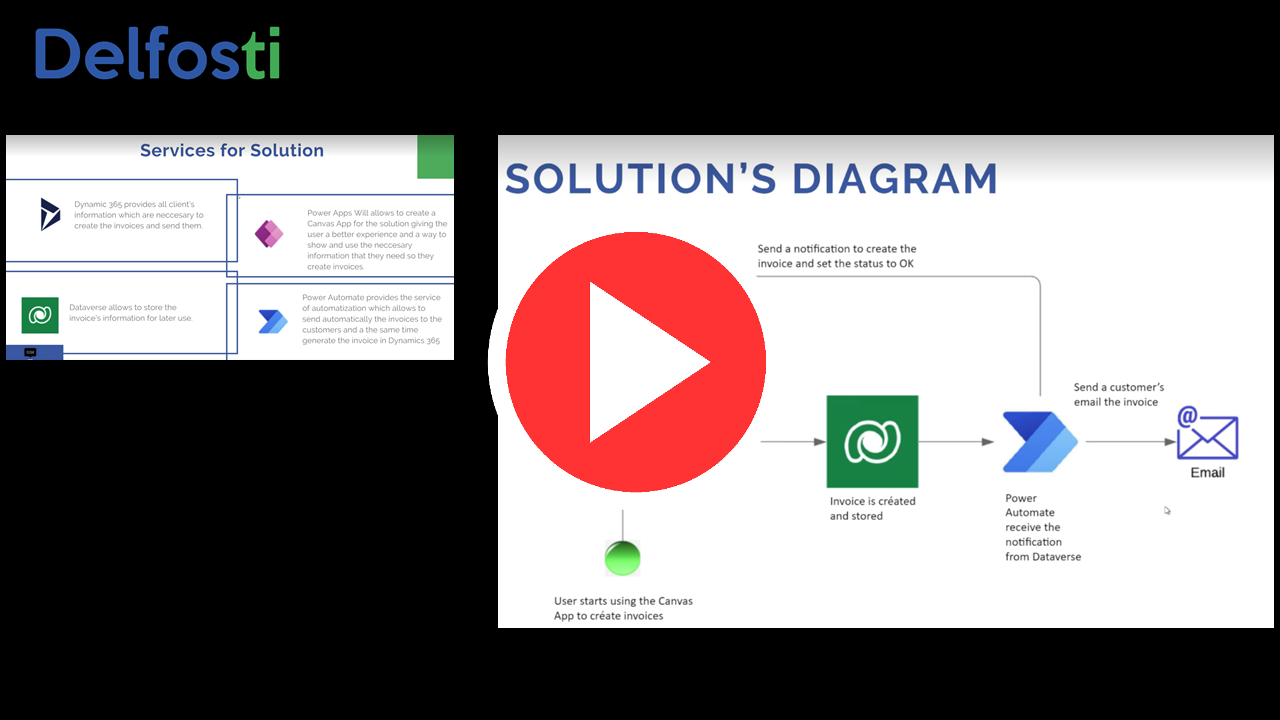 Delfosti
Services for Solution
Dynamic 365 provides all client's
information which are neccesary to
create the invoices and send them.
Power Apps Will allows to create a
Canvas App for the solution giving the
user a better experience and a way to
show and use the neccesary
information that they need so they
create invoices.
Dataverse allows to store the
invoice's information for later use.
Power Automate provides the service
of automatization which allows to
send automatically the invoices to the
customers and a the same time
generate the invoice in Dynamics 365
SOLUTION'S DIAGRAM
Send a notification to create the
invoice and set the status to OK
Send a customer's
email the invoice
@
Email
Invoice is créated
and stored
Power
Automate
receive the
notification
from Dataverse
User starts using the Canvas
App to créate invoices